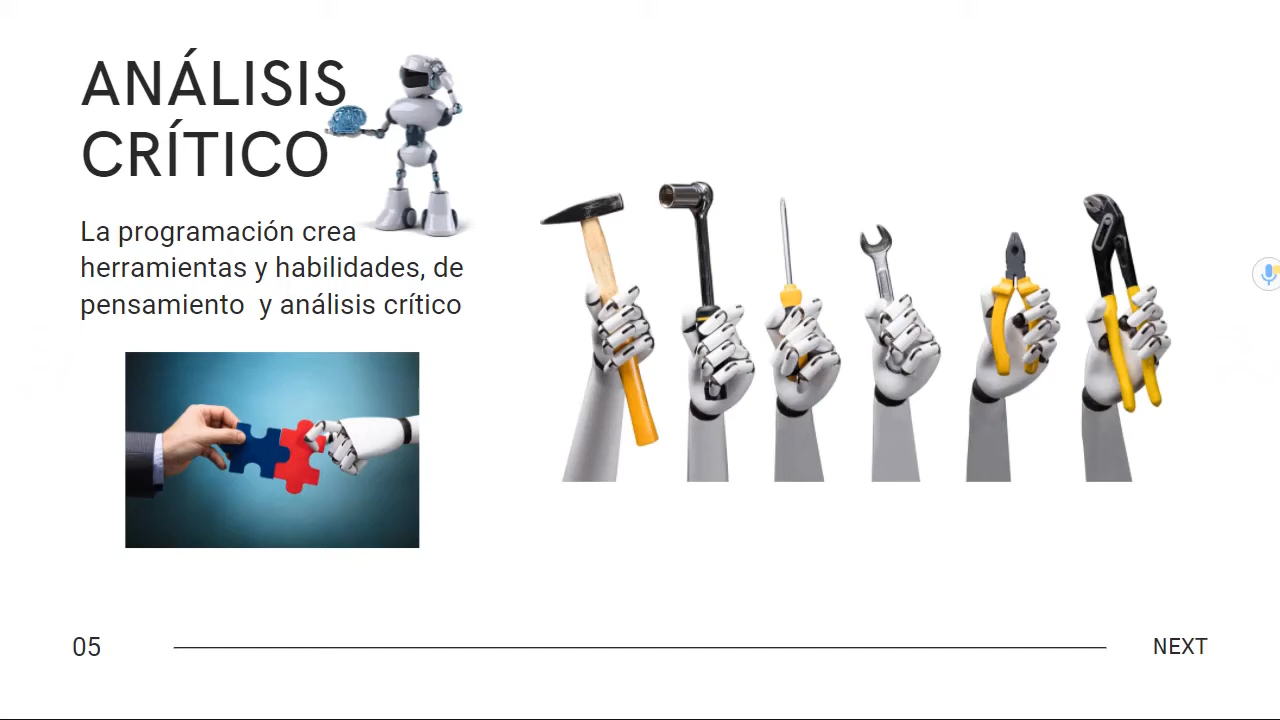 ANÁLISIS
CRÍTICO
La programación crea
herramientas y habilidades, de
pensamiento  y análisis crítico
05
NEXT